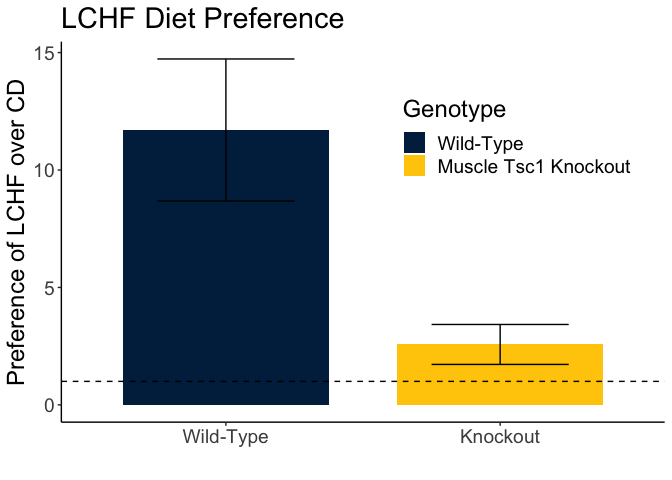 LCHF Diet Preference
Preference of LCHF over CD
15
10
5
0
Genotype
Wild-Type
Muscle Tsc1 Knockout
Wild-Type
Knockout